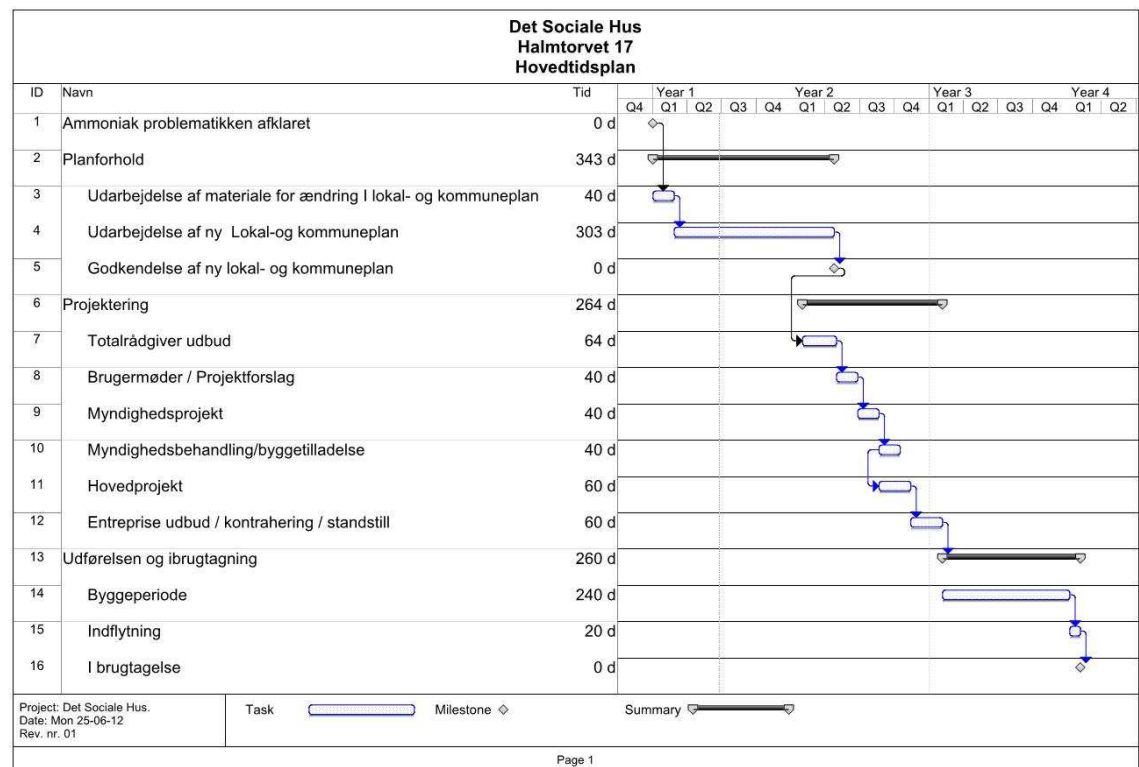 Det Sociale Hus
Halmtorvet 17
Hovedtidsplan
ID Navn Tid Year 1 Year 2 Year 3 Year 4
Q4 Q1 Q2 Q3 Q4 Q1 Q2 Q3 Q4 Q1 Q2 Q3 Q4 Q1 Q2
1 Ammoniak problematikken afklaret 0 d
2 Planforhold 343 d
3 Udarbejdelse af materiale for ændring I lokal- og kommuneplan 40 d
4 Udarbejdelse af ny Lokal-og kommuneplan 303 d
5 Godkendelse af ny lokal- og kommuneplan 0 d
6 Projektering 264 d
7 Totalrådgiver udbud 64 d
8 Brugermøder / Projektforslag 40 d
9 Myndighedsprojekt 40 d
10 Myndighedsbehandling/byggetilladelse 40 d
11 Hovedprojekt 60 d
12 Entreprise udbud / kontrahering / standstill 60 d
13 Udførelsen og ibrugtagning 260 d
14 Byggeperiode 240 d
15 Indflytning 20 d
16 I brugtagelse 0 d
Project: Det Sociale Hus.
Date: Mon 25-06-12
Rev. nr. 01
Task Milestone Summary
Page 1